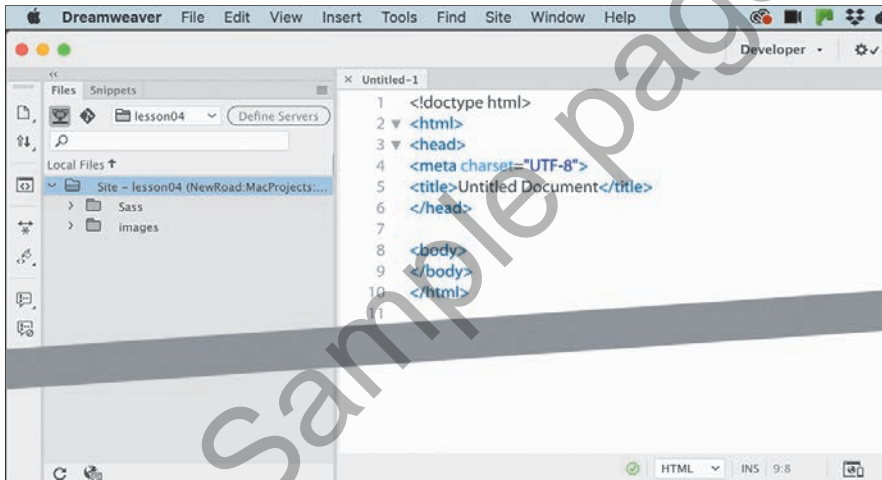 Dreamweaver File Edit View Insert Tools Find Site Window Help
Developer
Files Snippets
× Untitled-1
lesson04 Define Servers
Local Files ↑
Site – lesson04 (NewRoad:MacProjects:...
Sass
images
1 <!doctype html>
2 <html>
3 <head>
4 <meta charset="UTF-8">
5 <title>Untitled Document</title>
6 </head>
7
8 <body>
9 </body>
10 </html>
11
HTML INS 9:8
Sample page